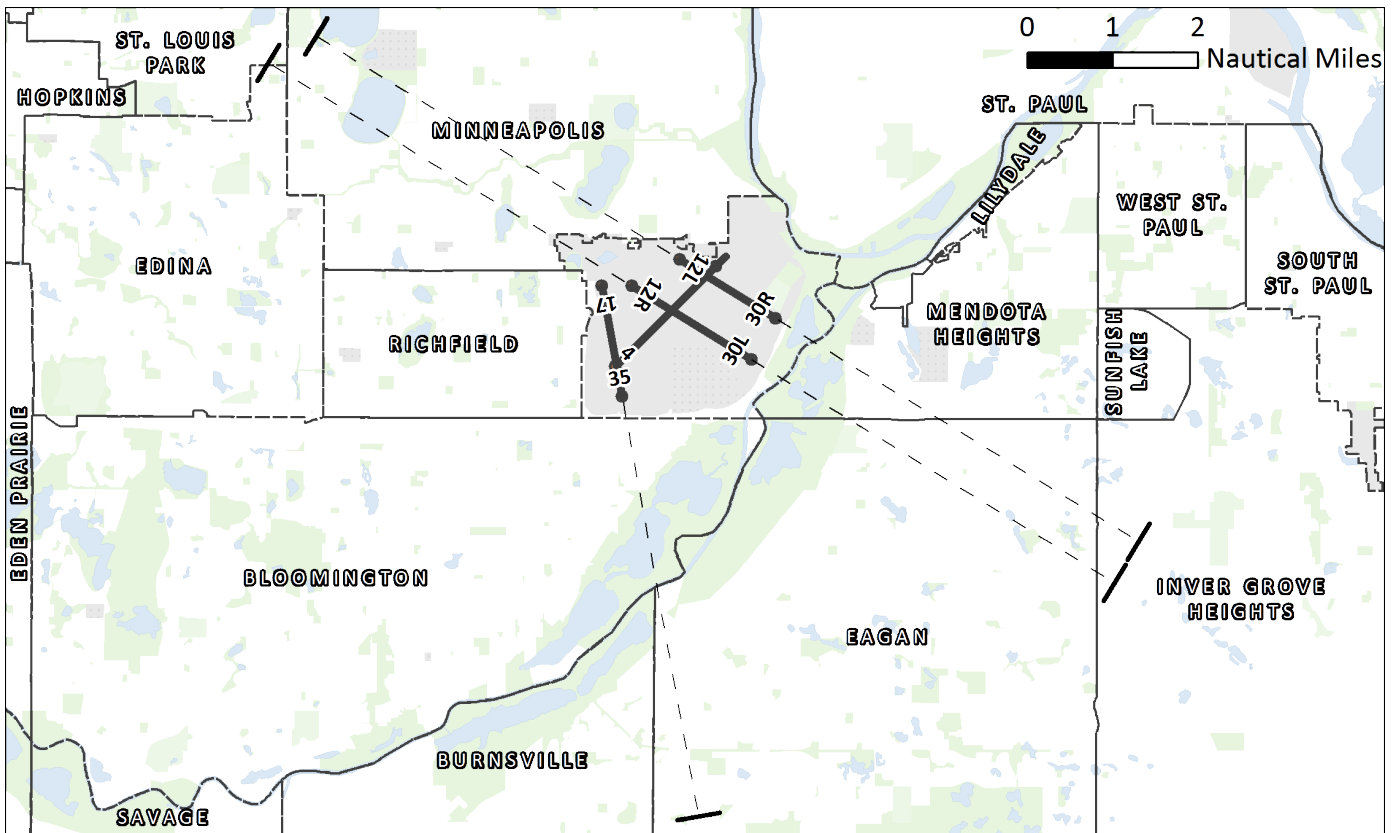 0 1 2
Nautical Miles
ST. LOUIS
PARK
HOPKINS
ST. PAUL
MINNEAPOLIS
LILYDALE
WEST ST.
PAUL
EDINA
SOUTH
ST. PAUL
12L
12R
17
30R
MENDOTA
HEIGHTS
RICHFIELD
4
30L
35
SUNFISH
LAKE
EDEN PRAIRIE
BLOOMINGTON
INVER GROVE
HEIGHTS
EAGAN
BURNSVILLE
SAVAGE